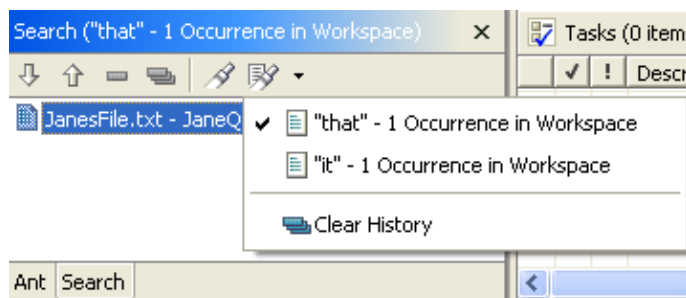 Search ("that" - 1 Occurrence in Workspace)
Tasks (0 item
! Descr
JanesFile.txt - JaneQ
"that" - 1 Occurrence in Workspace
"it" - 1 Occurrence in Workspace
Clear History
Ant Search